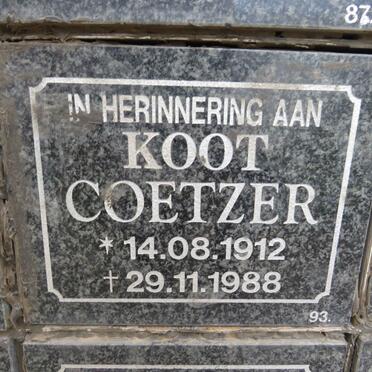 87.
IN HERINNERING AAN
KOOT
COETZER
* 14.08.1912
† 29.11.1988
93.